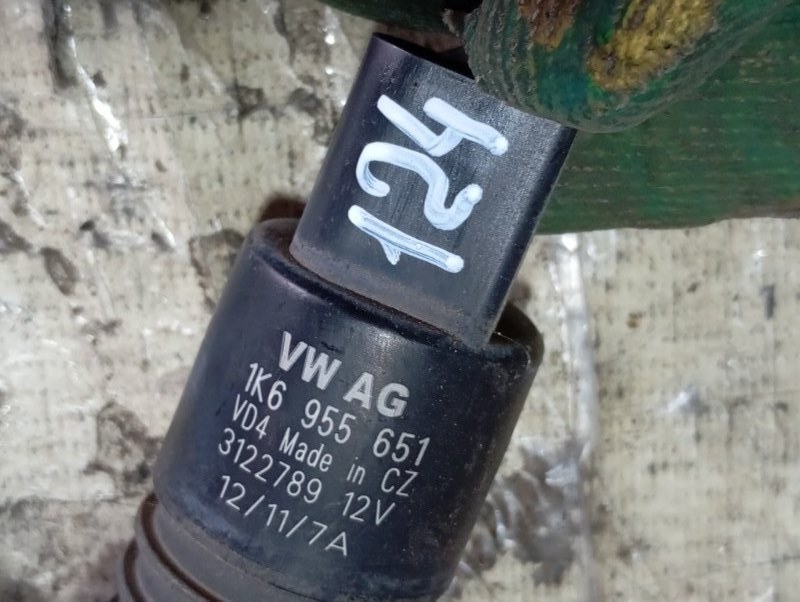 124
VW AG
1K6 955 651
VD4 Made in CZ
3122789 12V
12/11/7A